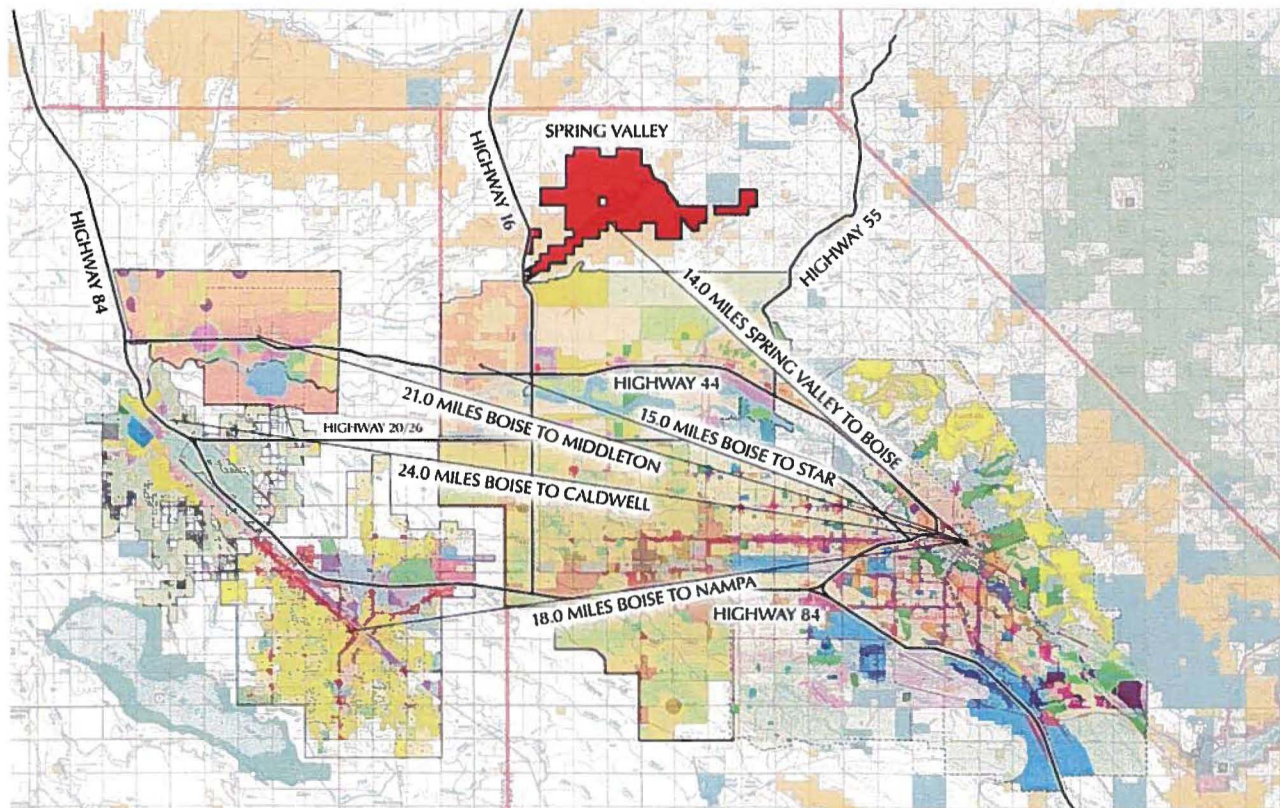 SPRING VALLEY
HIGHWAY 16
HIGHWAY 55
HIGHWAY 84
14.0 MILES SPRING VALLEY TO BOISE
HIGHWAY 44
21.0 MILES BOISE TO MIDDLETON
15.0 MILES BOISE TO STAR
HIGHWAY 20/26
24.0 MILES BOISE TO CALDWELL
18.0 MILES BOISE TO NAMPA
HIGHWAY 84